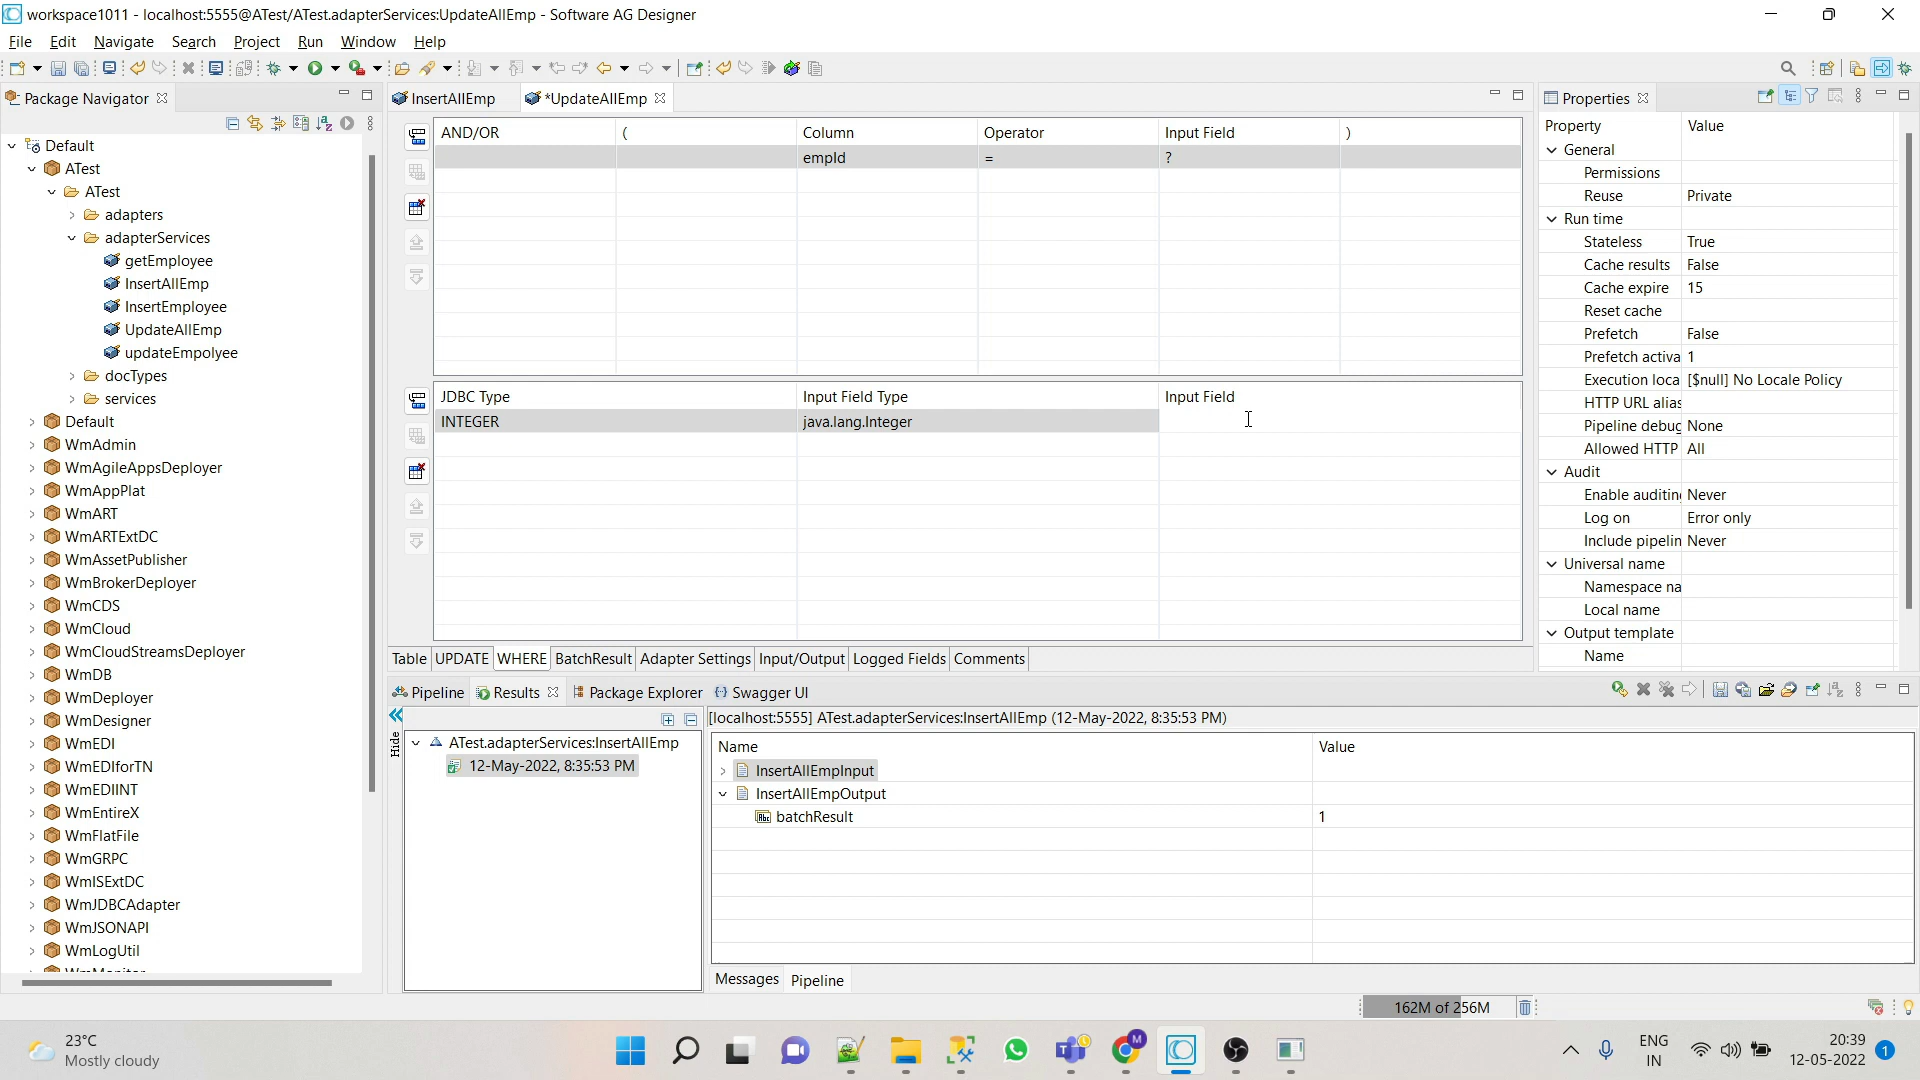 workspace1011 - localhost:5555@ATest/ATest.adapterServices:UpdateAllEmp - Software AG Designer
File Edit Navigate Search Project Run Window Help
Package Navigator
Default
ATest
ATest
adapters
adapterServices
getEmployee
InsertAllEmp
InsertEmployee
UpdateAllEmp
updateEmpolyee
docTypes
services
Default
WmAdmin
WmAgileAppsDeployer
WmAppPlat
WmART
WmARTExtDC
WmAssetPublisher
WmBrokerDeployer
WmCDS
WmCloud
WmCloudStreamsDeployer
WmDB
WmDeployer
WmDesigner
WmEDI
WmEDIforTN
WmEDIINT
WmEntireX
WmFlatFile
WmGRPC
WmISExtDC
WmJDBCAdapter
WmJSONAPI
WmLogUtil
InsertAllEmp *UpdateAllEmp
AND/OR ( Column Operator Input Field )
empId = ?
JDBC Type Input Field Type Input Field
INTEGER java.lang.Integer
Table UPDATE WHERE BatchResult Adapter Settings Input/Output Logged Fields Comments
Properties
Property Value
General
Permissions
Reuse Private
Run time
Stateless True
Cache results False
Cache expire 15
Reset cache
Prefetch False
Prefetch activa 1
Execution loca [$null] No Locale Policy
HTTP URL alias
Pipeline debug None
Allowed HTTP All
Audit
Enable auditing Never
Log on Error only
Include pipelin Never
Universal name
Namespace na
Local name
Output template
Name
Pipeline Results Package Explorer Swagger UI
Hide
ATest.adapterServices:InsertAllEmp
12-May-2022, 8:35:53 PM
[localhost:5555] ATest.adapterServices:InsertAllEmp (12-May-2022, 8:35:53 PM)
Name Value
InsertAllEmpInput
InsertAllEmpOutput
batchResult 1
Messages Pipeline
162M of 256M
23°C
Mostly cloudy
ENG
IN
20:39
12-05-2022
1